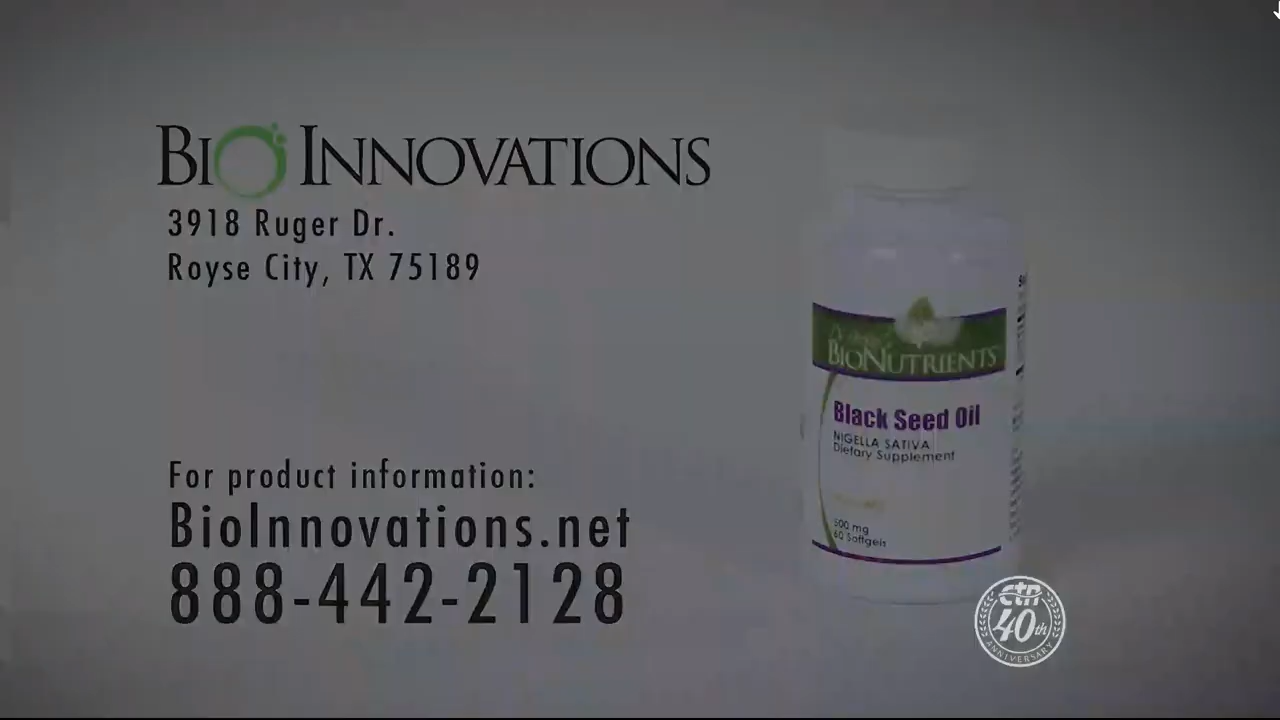 BIO INNOVATIONS
3918 Ruger Dr.
Royse City, TX 75189
For product information:
BioInnovations.net
888-442-2128
BIONUTRIENTS
Black Seed Oil
NIGELLA SATIVA
Dietary Supplement
500 mg
60 Softgels
ctn
40th
ANNIVERSARY